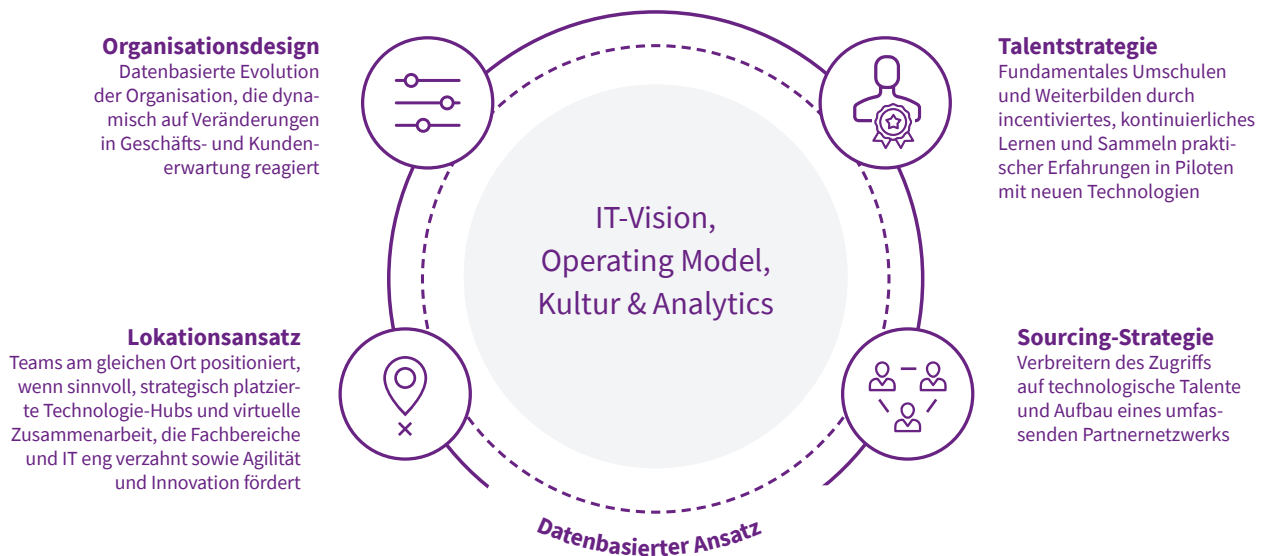 Organisationsdesign
Datenbasierte Evolution
der Organisation, die dyna-
misch auf Veränderungen
in Geschäfts- und Kunden-
erwartung reagiert
Talentstrategie
Fundamentales Umschulen
und Weiterbilden durch
incentiviertes, kontinuierliches
Lernen und Sammeln prakti-
scher Erfahrungen in Piloten
mit neuen Technologien
IT-Vision,
Operating Model,
Kultur & Analytics
Lokationsansatz
Teams am gleichen Ort positioniert,
wenn sinnvoll, strategisch platzier-
te Technologie-Hubs und virtuelle
Zusammenarbeit, die Fachbereiche
und IT eng verzahnt sowie Agilität
und Innovation fördert
Sourcing-Strategie
Verbreitern des Zugriffs
auf technologische Talente
und Aufbau eines umfas-
senden Partnernetzwerks
Datenbasierter Ansatz